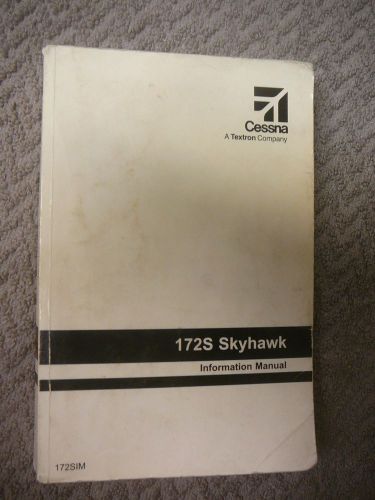 Cessna
A Textron Company
172S Skyhawk
Information Manual
172SIM